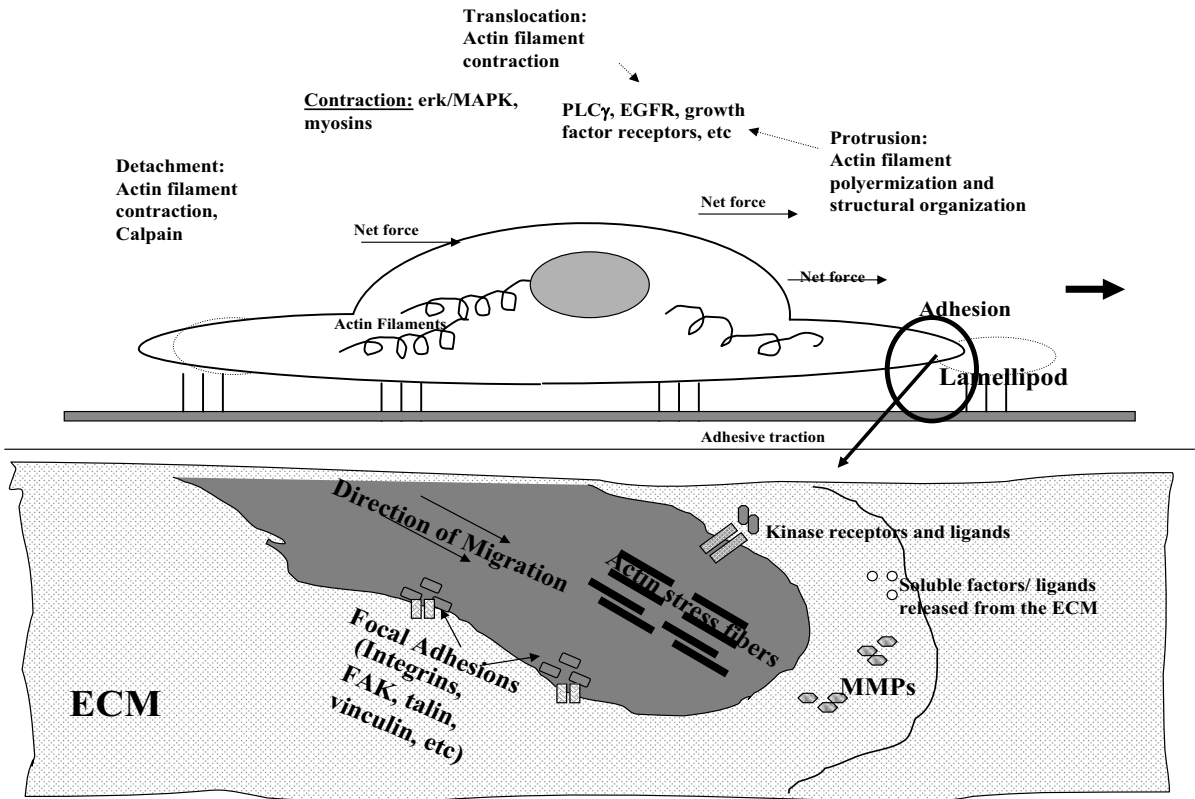 Translocation:
Actin filament
contraction
Contraction: erk/MAPK,
myosins
PLCγ, EGFR, growth
factor receptors, etc
Protrusion:
Actin filament
polyermization and
structural organization
Detachment:
Actin filament
contraction,
Calpain
Net force
Net force
Net force
Adhesion
Actin Filaments
Lamellipod
Adhesive traction
Direction of Migration
Kinase receptors and ligands
Actin stress fibers
Soluble factors/ ligands
released from the ECM
Focal Adhesions
(Integrins,
FAK, talin,
vinculin, etc)
MMPs
ECM